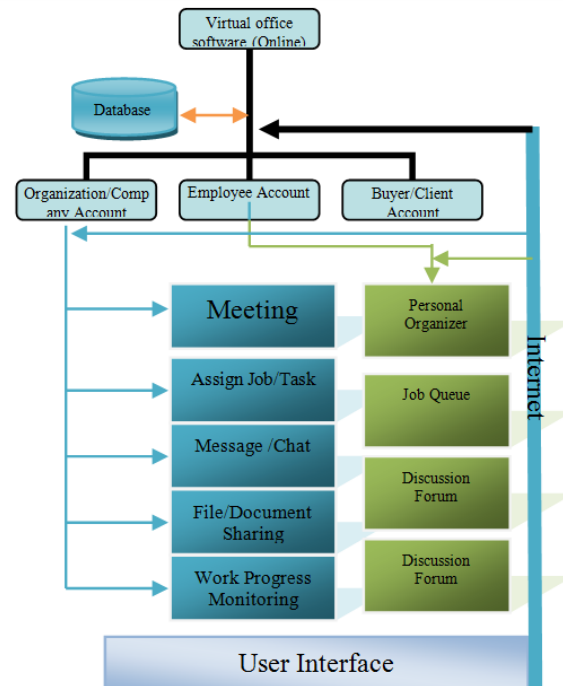 Virtual office
software (Online)
Database
Organization/Comp
any Account
Employee Account
Buyer/Client
Account
Meeting
Personal
Organizer
Assign Job/Task
Job Queue
Message /Chat
Discussion
Forum
File/Document
Sharing
Discussion
Forum
Work Progress
Monitoring
Internet
User Interface